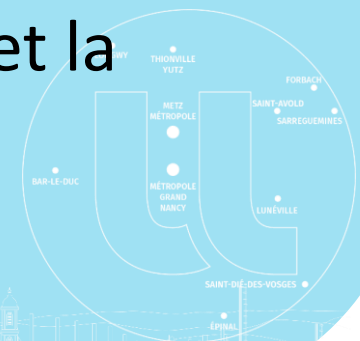 et la
THIONVILLE
YUTZ
FORBACH
METZ
MÉTROPOLE
SAINT-AVOLD
SARREGUEMINES
BAR-LE-DUC
MÉTROPOLE
GRAND
NANCY
LUNÉVILLE
SAINT-DIÉ-DES-VOSGES
ÉPINAL